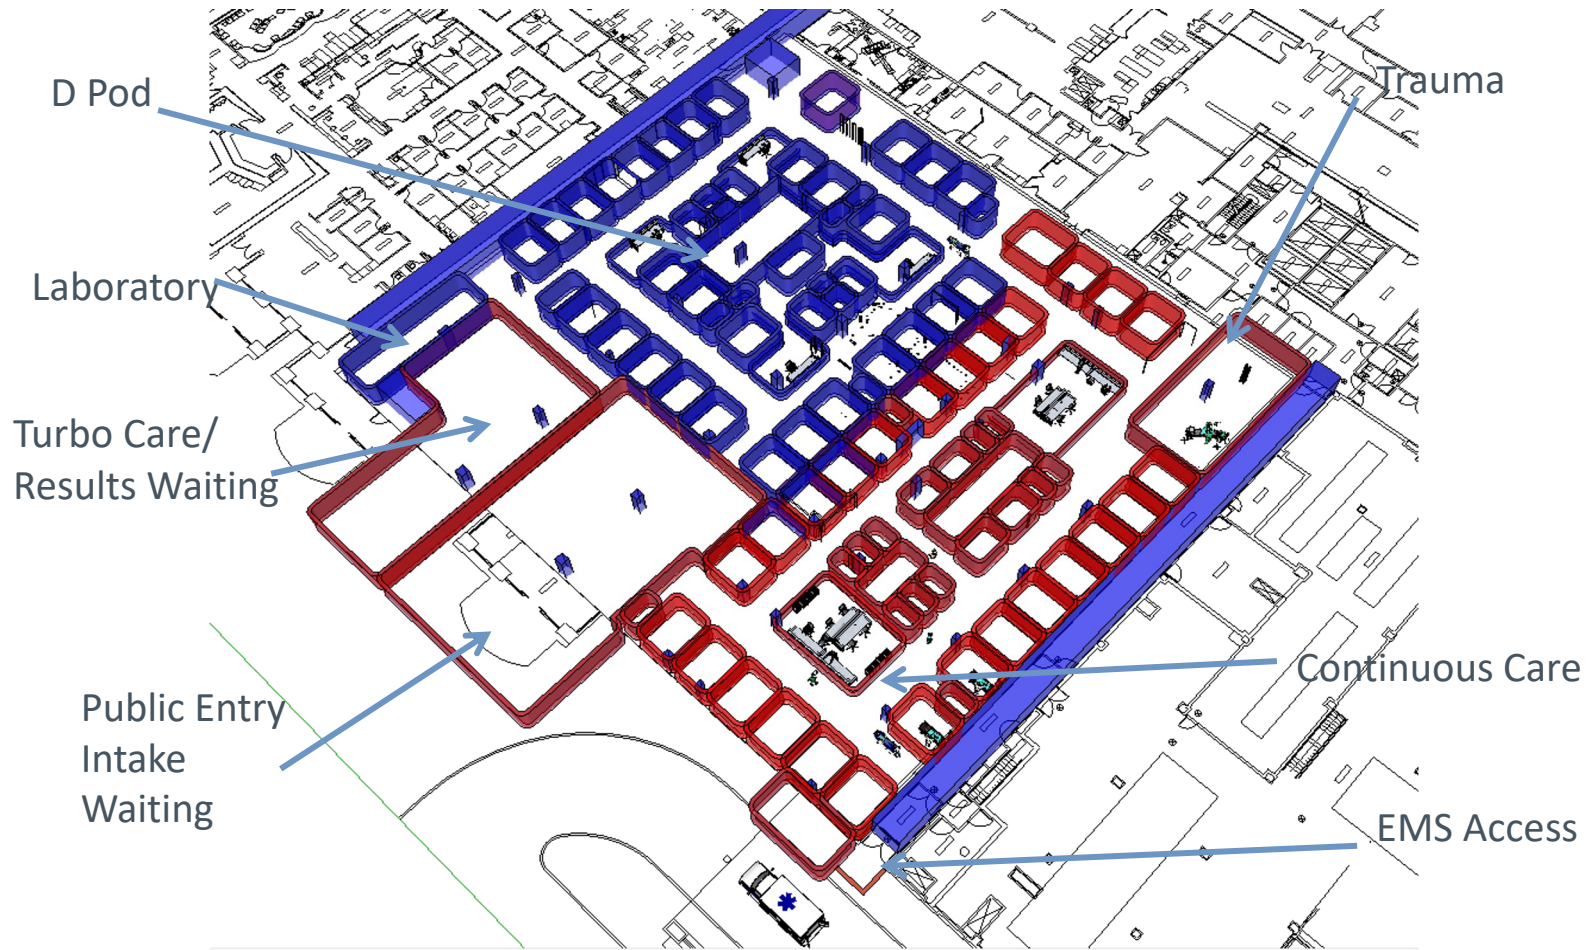 D Pod
Trauma
Laboratory
Turbo Care/
Results Waiting
Continuous Care
Public Entry
Intake
Waiting
EMS Access